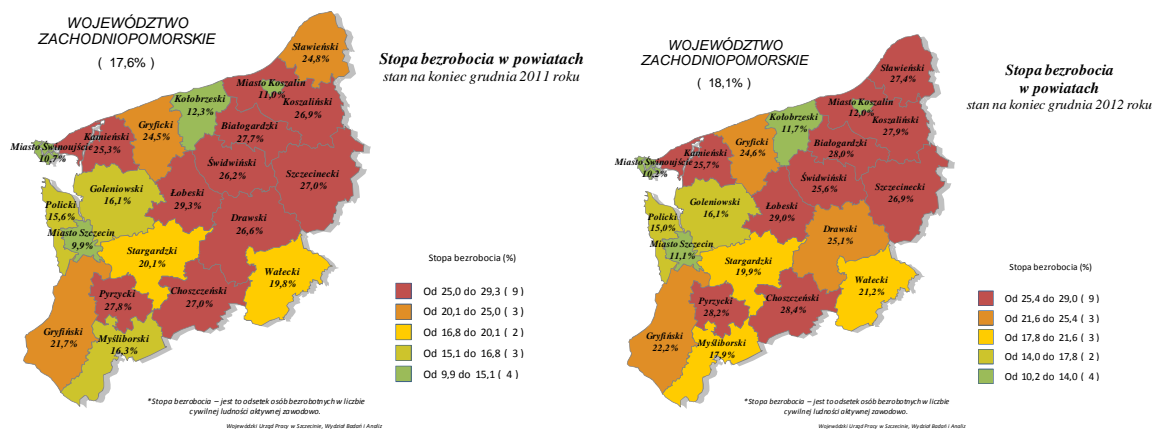 WOJEWÓDZTWO
ZACHODNIOPOMORSKIE
( 17,6% )
Stopa bezrobocia w powiatach
stan na koniec grudnia 2011 roku
Sławieński
24,8%
Miasto Koszalin
11,0%
Kołobrzeski
12,3%
Koszaliński
26,9%
Gryficki
24,5%
Białogardzki
27,7%
Kamieński
25,3%
Miasto Świnoujście
10,7%
Świdwiński
26,2%
Szczecinecki
27,0%
Goleniowski
16,1%
Łobeski
29,3%
Policki
15,6%
Drawski
26,6%
Miasto Szczecin
9,9%
Stargardzki
20,1%
Wałecki
19,8%
Pyrzycki
27,8%
Choszczeński
27,0%
Gryfiński
21,7%
Myśliborski
16,3%
Stopa bezrobocia (%)
Od 25,0 do 29,3 ( 9)
Od 20,1 do 25,0 ( 3)
Od 16,8 do 20,1 ( 2)
Od 15,1 do 16,8 ( 3)
Od 9,9 do 15,1 ( 4)
*Stopa bezrobocia – jest to odsetek osób bezrobotnych w liczbie
cywilnej ludności aktywnej zawodowo.
Wojewódzki Urząd Pracy w Szczecinie, Wydział Badań i Analiz
WOJEWÓDZTWO
ZACHODNIOPOMORSKIE
( 18,1% )
Stopa bezrobocia
w powiatach
stan na koniec grudnia 2012 roku
Sławieński
27,4%
Miasto Koszalin
12,0%
Kołobrzeski
11,7%
Koszaliński
27,9%
Gryficki
24,6%
Białogardzki
28,0%
Kamieński
25,7%
Miasto Świnoujście
10,2%
Świdwiński
25,6%
Szczecinecki
26,9%
Goleniowski
16,1%
Łobeski
29,0%
Policki
15,0%
Drawski
25,1%
Miasto Szczecin
11,1%
Stargardzki
19,9%
Wałecki
21,2%
Pyrzycki
28,2%
Choszczeński
28,4%
Gryfiński
22,2%
Myśliborski
17,9%
Stopa bezrobocia (%)
Od 25,4 do 29,0 ( 9)
Od 21,6 do 25,4 ( 3)
Od 17,8 do 21,6 ( 3)
Od 14,0 do 17,8 ( 2)
Od 10,2 do 14,0 ( 4)
*Stopa bezrobocia – jest to odsetek osób bezrobotnych w liczbie
cywilnej ludności aktywnej zawodowo.
Wojewódzki Urząd Pracy w Szczecinie, Wydział Badań i Analiz